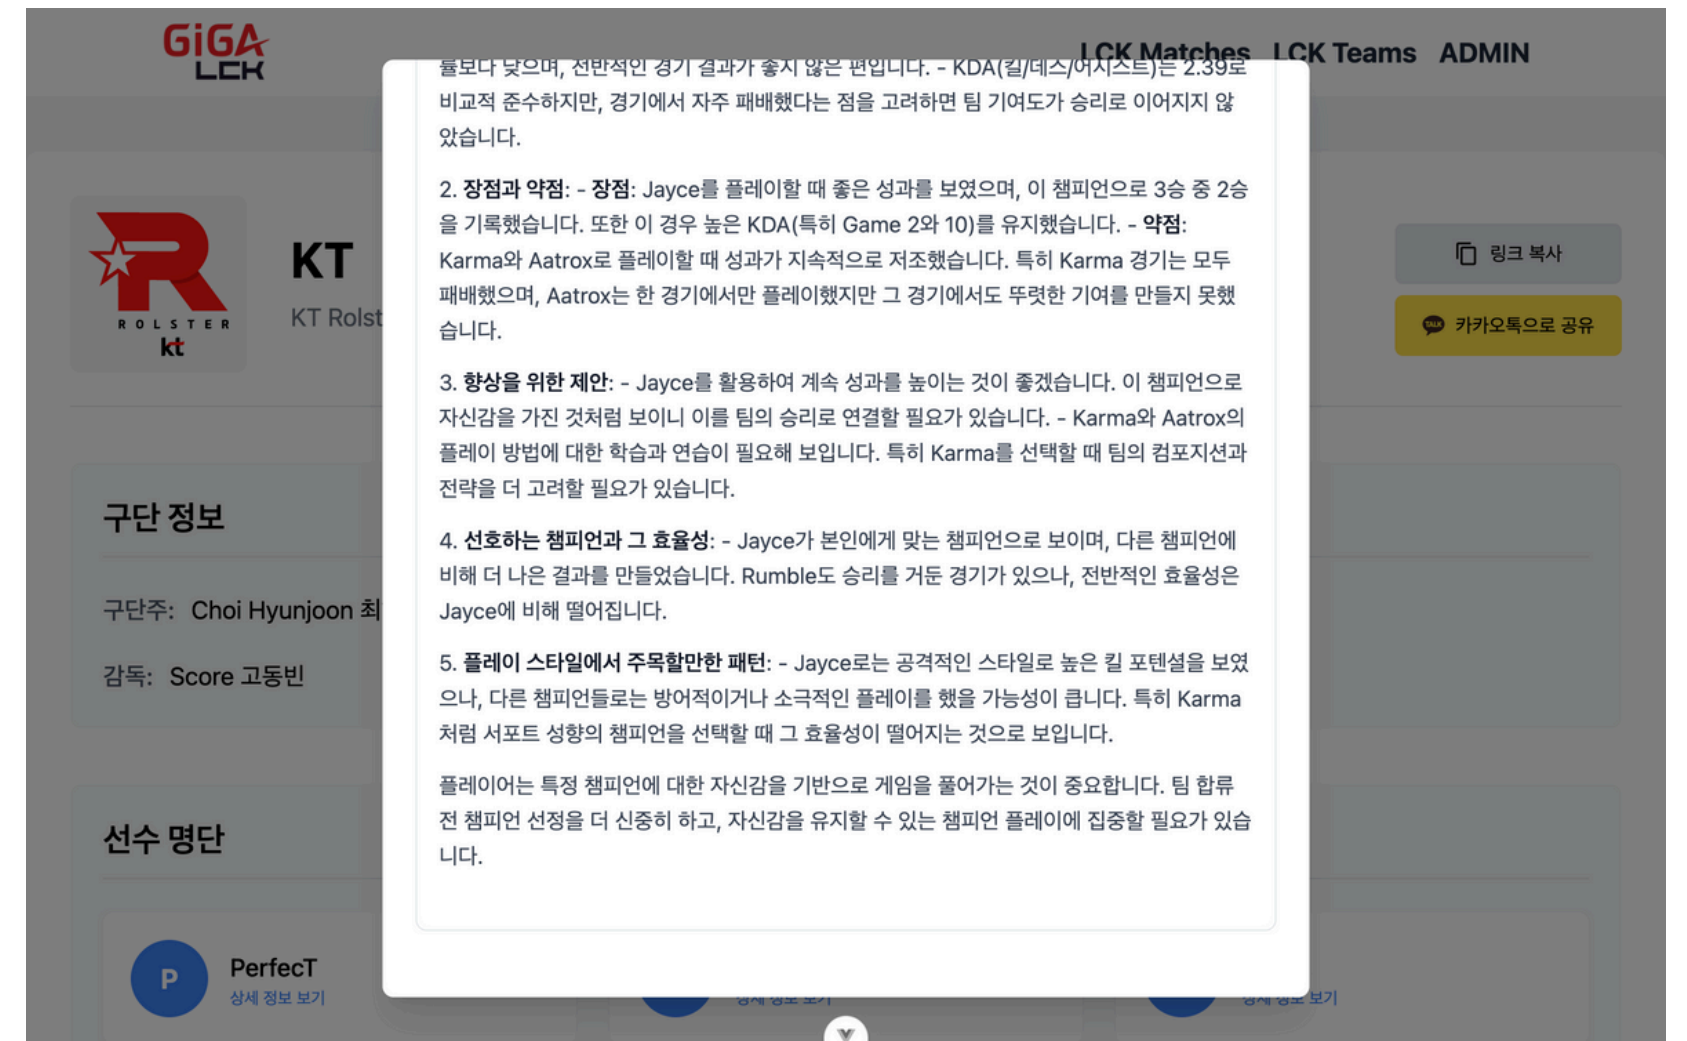 GiGA
LCK
LCK Matches LCK Teams ADMIN
률보다 낮으며, 전반적인 경기 결과가 좋지 않은 편입니다. - KDA(킬/데스/어시스트)는 2.39로
비교적 준수하지만, 경기에서 자주 패배했다는 점을 고려하면 팀 기여도가 승리로 이어지지 않
았습니다.
2. 장점과 약점: - 장점: Jayce를 플레이할 때 좋은 성과를 보였으며, 이 챔피언으로 3승 중 2승
을 기록했습니다. 또한 이 경우 높은 KDA(특히 Game 2와 10)를 유지했습니다. - 약점:
Karma와 Aatrox로 플레이할 때 성과가 지속적으로 저조했습니다. 특히 Karma 경기는 모두
패배했으며, Aatrox는 한 경기에서만 플레이했지만 그 경기에서도 뚜렷한 기여를 만들지 못했
습니다.
3. 향상을 위한 제안: - Jayce를 활용하여 계속 성과를 높이는 것이 좋겠습니다. 이 챔피언으로
자신감을 가진 것처럼 보이니 이를 팀의 승리로 연결할 필요가 있습니다. - Karma와 Aatrox의
플레이 방법에 대한 학습과 연습이 필요해 보입니다. 특히 Karma를 선택할 때 팀의 컴포지션과
전략을 더 고려할 필요가 있습니다.
4. 선호하는 챔피언과 그 효율성: - Jayce가 본인에게 맞는 챔피언으로 보이며, 다른 챔피언에
비해 더 나은 결과를 만들었습니다. Rumble도 승리를 거둔 경기가 있으나, 전반적인 효율성은
Jayce에 비해 떨어집니다.
5. 플레이 스타일에서 주목할만한 패턴: - Jayce로는 공격적인 스타일로 높은 킬 포텐셜을 보였
으나, 다른 챔피언들로는 방어적이거나 소극적인 플레이를 했을 가능성이 큽니다. 특히 Karma
처럼 서포트 성향의 챔피언을 선택할 때 그 효율성이 떨어지는 것으로 보입니다.
플레이어는 특정 챔피언에 대한 자신감을 기반으로 게임을 풀어가는 것이 중요합니다. 팀 합류
전 챔피언 선정을 더 신중히 하고, 자신감을 유지할 수 있는 챔피언 플레이에 집중할 필요가 있습
니다.
ROLSTER
kt
KT
KT Rolst
링크 복사
TALK
카카오톡으로 공유
구단 정보
구단주: Choi Hyunjoon 최
감독: Score 고동빈
선수 명단
P
PerfecT
상세 정보 보기
상세 정보 보기
상세 정보 보기